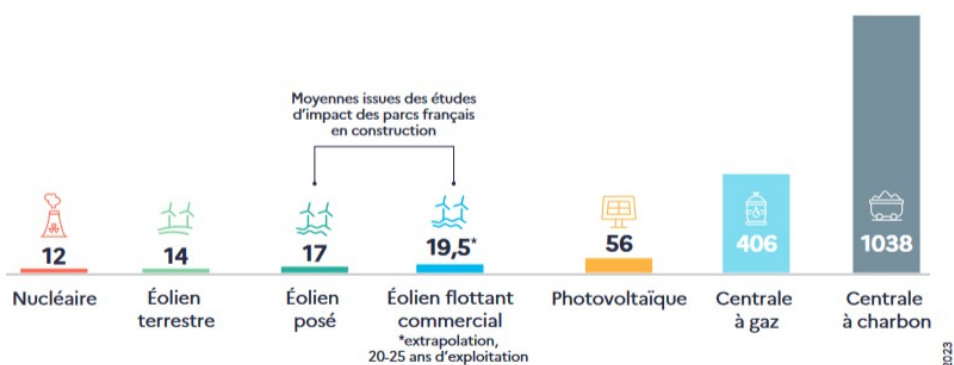 Moyennes issues des études
d'impact des parcs français
en construction
12
14
17
19,5*
56
406
1038
Nucléaire
Éolien
terrestre
Éolien
posé
Éolien flottant
commercial
*extrapolation,
20-25 ans d'exploitation
Photovoltaïque
Centrale
à gaz
Centrale
à charbon
2023